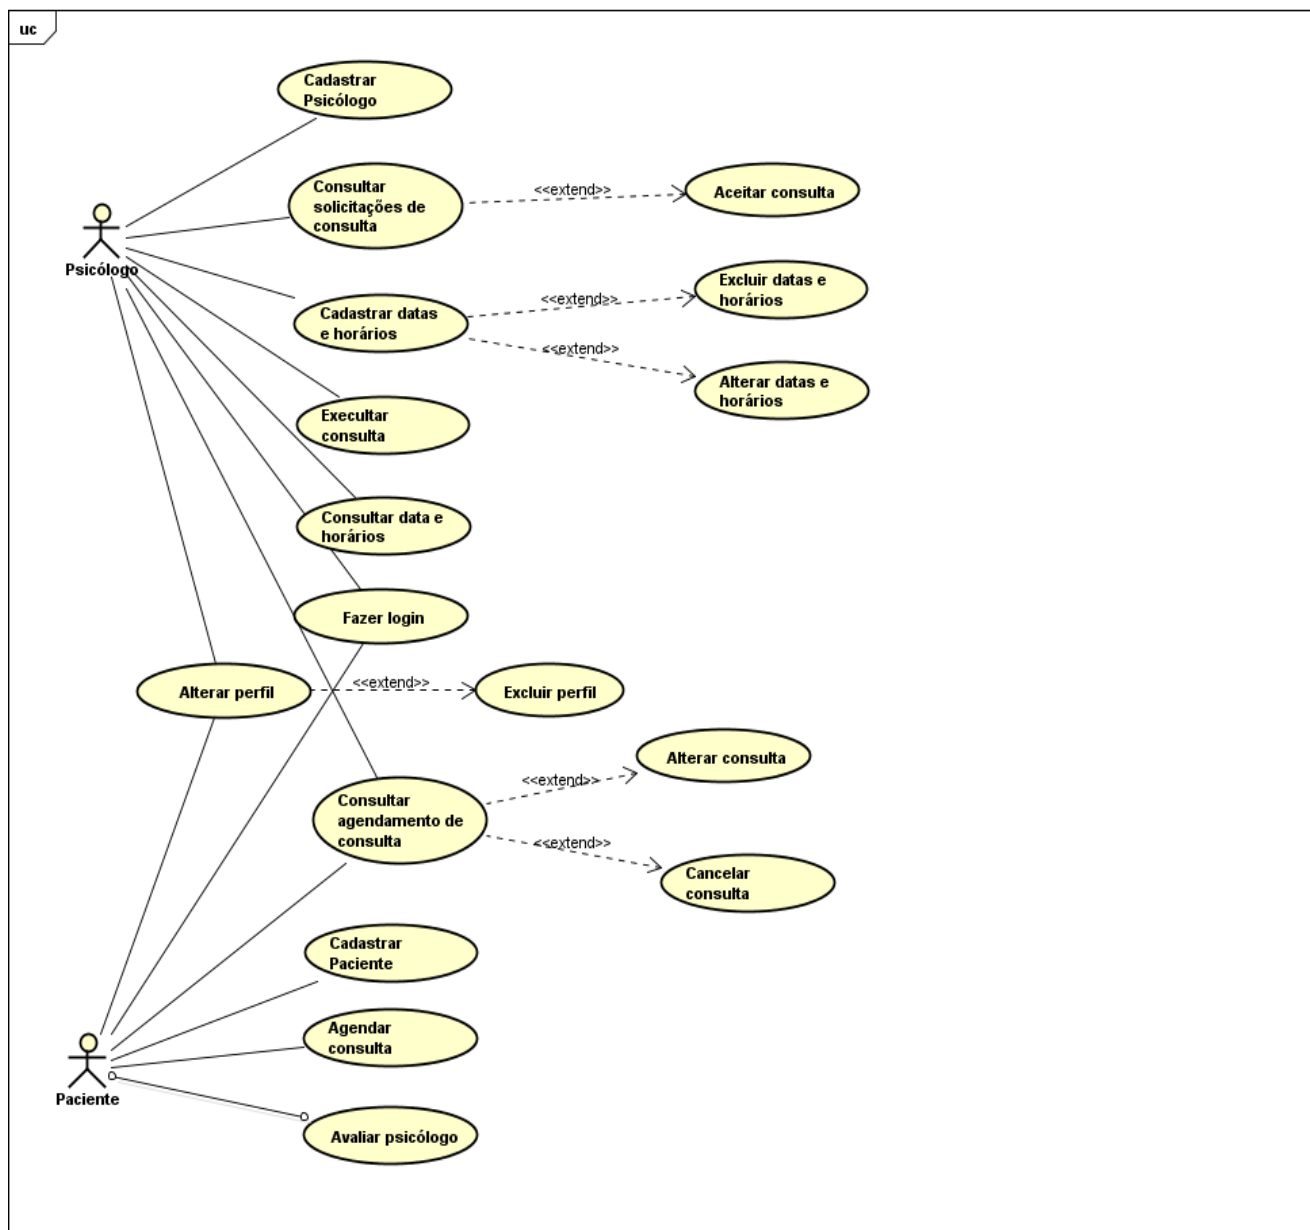 uc
Cadastrar
Psicólogo
Consultar
solicitações de
consulta
<<extend>>
Aceitar consulta
Psicólogo
Cadastrar datas
e horários
<<extend>>
Excluir datas e
horários
<<extend>>
Alterar datas e
horários
Execultar
consulta
Consultar data e
horários
Fazer login
Alterar perfil
<<extend>>
Excluir perfil
Consultar
agendamento de
consulta
<<extend>>
Alterar consulta
<<extend>>
Cancelar
consulta
Cadastrar
Paciente
Agendar
consulta
Paciente
Avaliar psicólogo